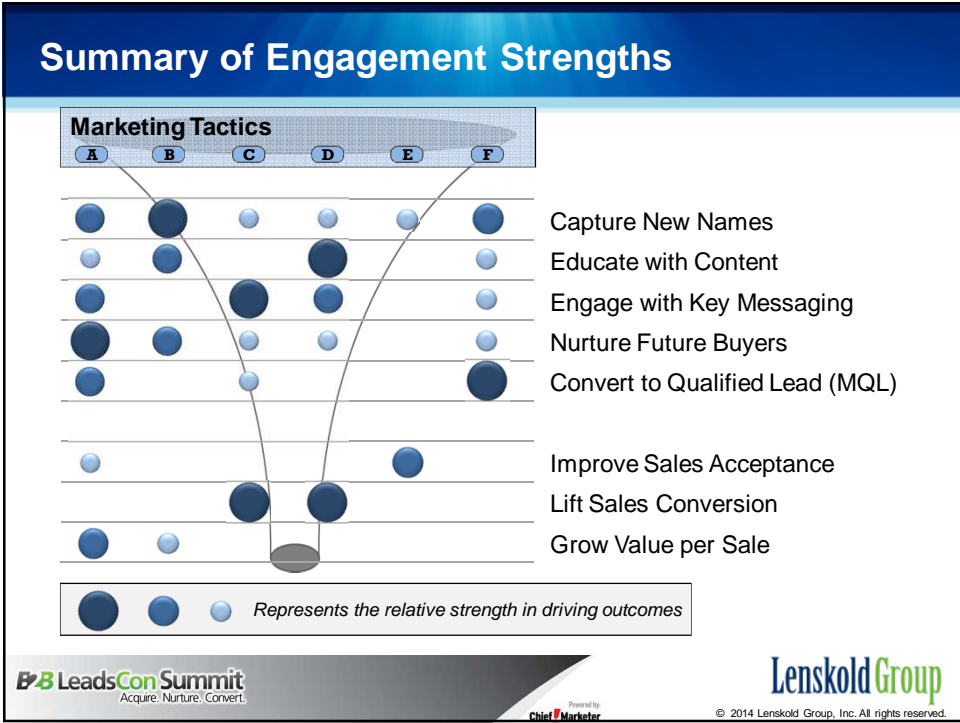 Summary of Engagement Strengths
Marketing Tactics
A B C D E F
Capture New Names
Educate with Content
Engage with Key Messaging
Nurture Future Buyers
Convert to Qualified Lead (MQL)
Improve Sales Acceptance
Lift Sales Conversion
Grow Value per Sale
Represents the relative strength in driving outcomes
B2B LeadsCon Summit
Acquire. Nurture. Convert.
Powered by:
Chief Marketer
Lenskold Group
© 2014 Lenskold Group, Inc. All rights reserved.